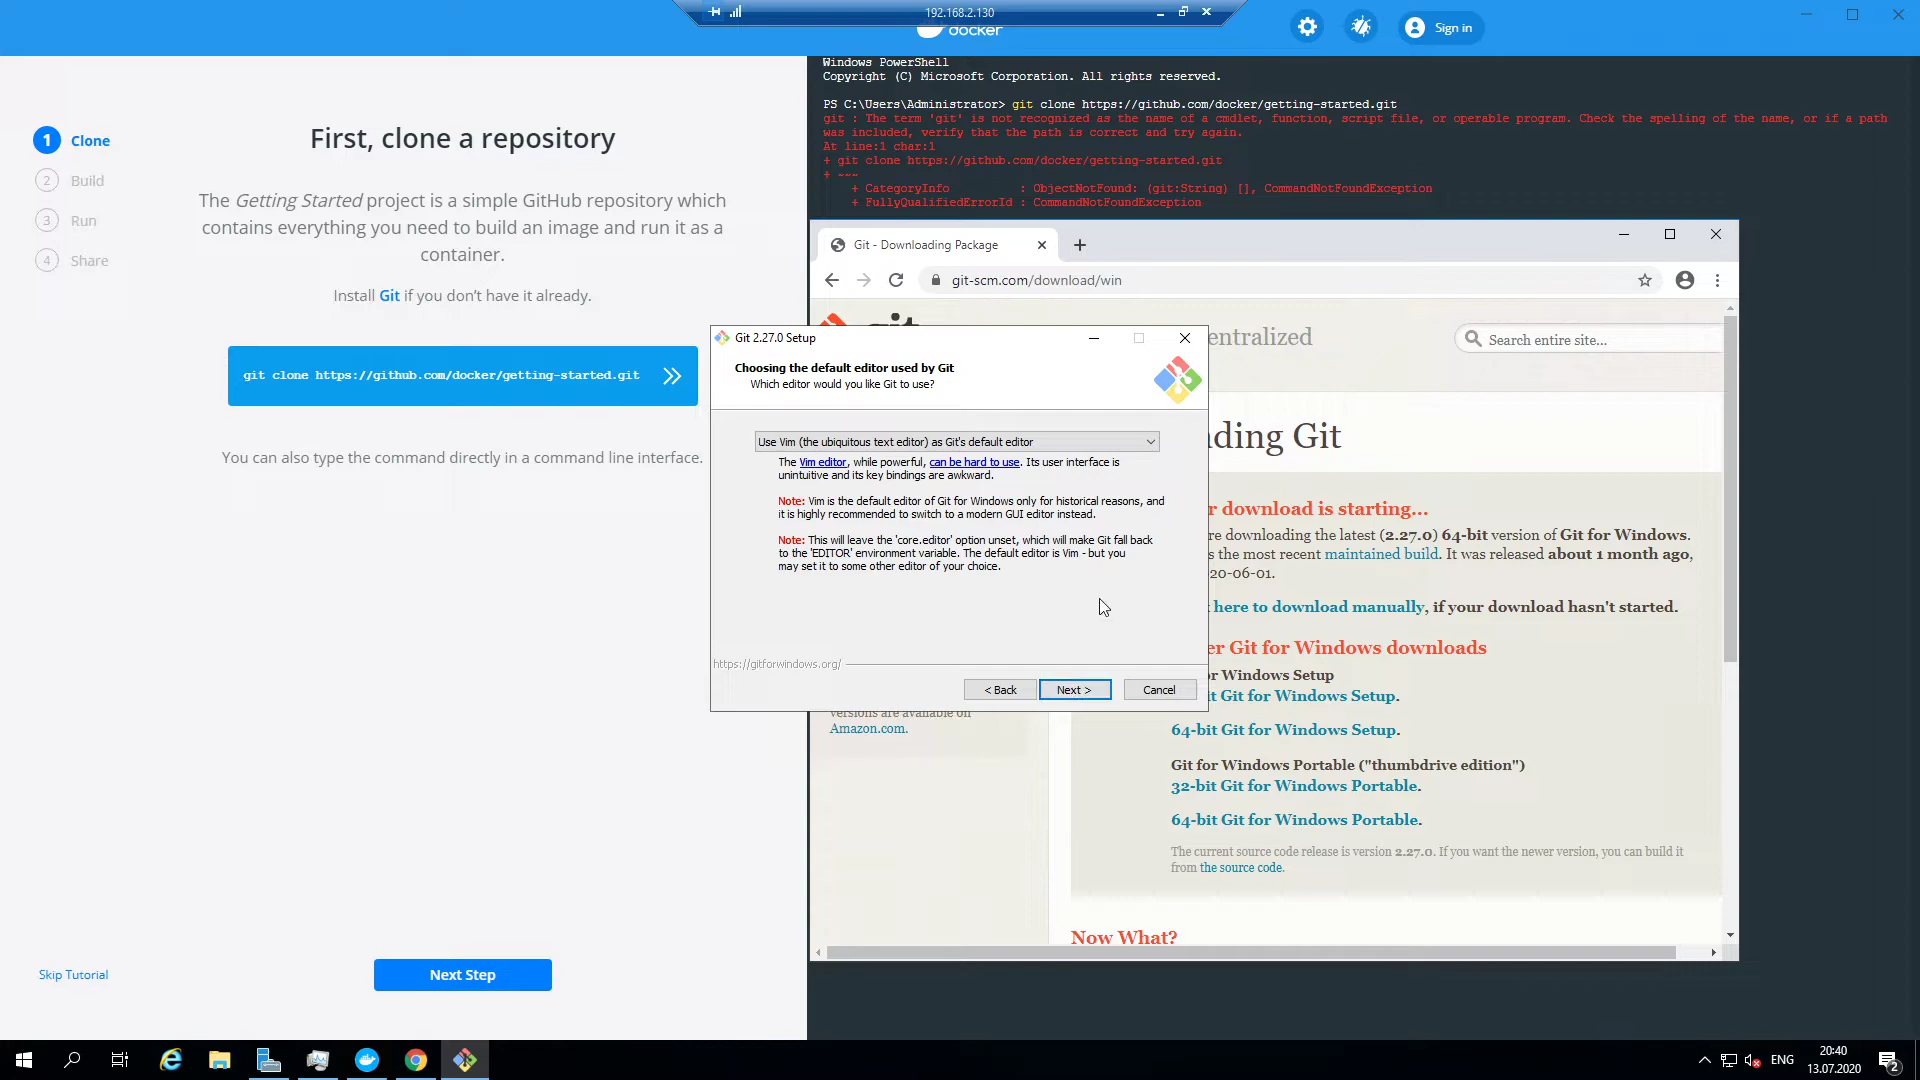 192.168.2.130
docker
Sign in
1 Clone
2 Build
3 Run
4 Share
First, clone a repository
The Getting Started project is a simple GitHub repository which
contains everything you need to build an image and run it as a
container.
Install Git if you don't have it already.
git clone https://github.com/docker/getting-started.git
You can also type the command directly in a command line interface.
Skip Tutorial
Next Step
Windows PowerShell
Copyright (C) Microsoft Corporation. All rights reserved.
PS C:\Users\Administrator> git clone https://github.com/docker/getting-started.git
git : The term 'git' is not recognized as the name of a cmdlet, function, script file, or operable program. Check the spelling of the name, or if a path
was included, verify that the path is correct and try again.
At line:1 char:1
+ git clone https://github.com/docker/getting-started.git
+ ~~~
+ CategoryInfo : ObjectNotFound: (git:String) [], CommandNotFoundException
+ FullyQualifiedErrorId : CommandNotFoundException
Git - Downloading Package
git-scm.com/download/win
entralized
Search entire site...
Git 2.27.0 Setup
Choosing the default editor used by Git
Which editor would you like Git to use?
Use Vim (the ubiquitous text editor) as Git's default editor
The Vim editor, while powerful, can be hard to use. Its user interface is
unintuitive and its key bindings are awkward.
Note: Vim is the default editor of Git for Windows only for historical reasons, and
it is highly recommended to switch to a modern GUI editor instead.
Note: This will leave the 'core.editor' option unset, which will make Git fall back
to the 'EDITOR' environment variable. The default editor is Vim - but you
may set it to some other editor of your choice.
https://gitforwindows.org/
< Back
Next >
Cancel
ding Git
r download is starting...
re downloading the latest (2.27.0) 64-bit version of Git for Windows.
s the most recent maintained build. It was released about 1 month ago,
20-06-01.
here to download manually, if your download hasn't started.
er Git for Windows downloads
or Windows Setup
it Git for Windows Setup.
64-bit Git for Windows Setup.
Git for Windows Portable ("thumbdrive edition")
32-bit Git for Windows Portable.
64-bit Git for Windows Portable.
The current source code release is version 2.27.0. If you want the newer version, you can build it
from the source code.
Now What?
versions are available on
Amazon.com.
ENG
20:40
13.07.2020
2